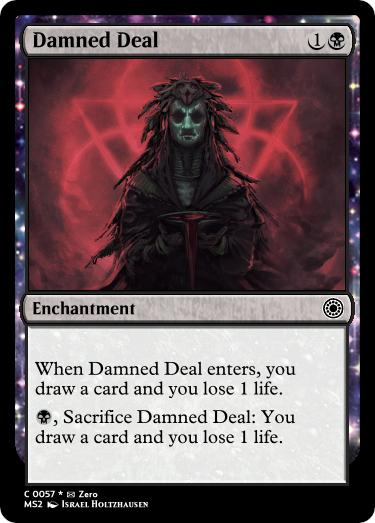 Damned Deal 1
Enchantment
When Damned Deal enters, you
draw a card and you lose 1 life.
, Sacrifice Damned Deal: You
draw a card and you lose 1 life.
C 0057 * Zero
MS2 Israel Holtzhausen